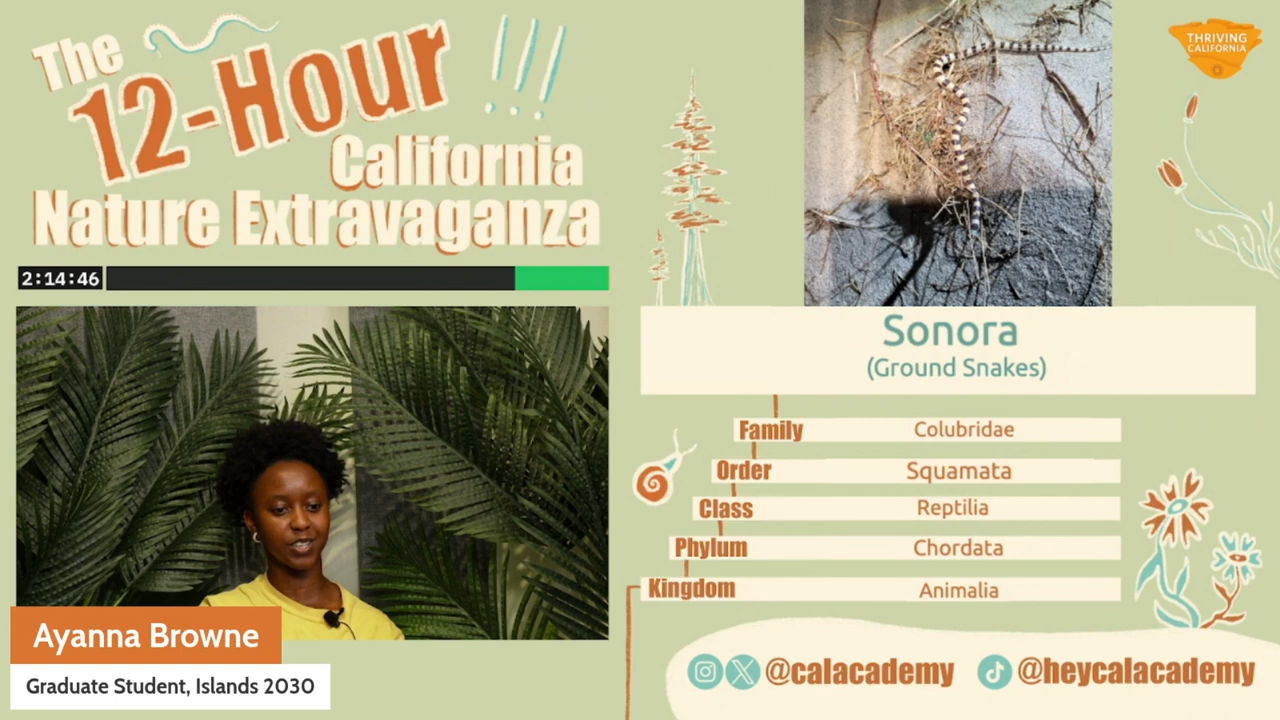 The
12-Hour
!!!
California
Nature Extravaganza
2:14:46
THRIVING
CALIFORNIA
Sonora
(Ground Snakes)
Family Colubridae
Order Squamata
Class Reptilia
Phylum Chordata
Kingdom Animalia
Ayanna Browne
Graduate Student, Islands 2030
@calacademy @heycalacademy